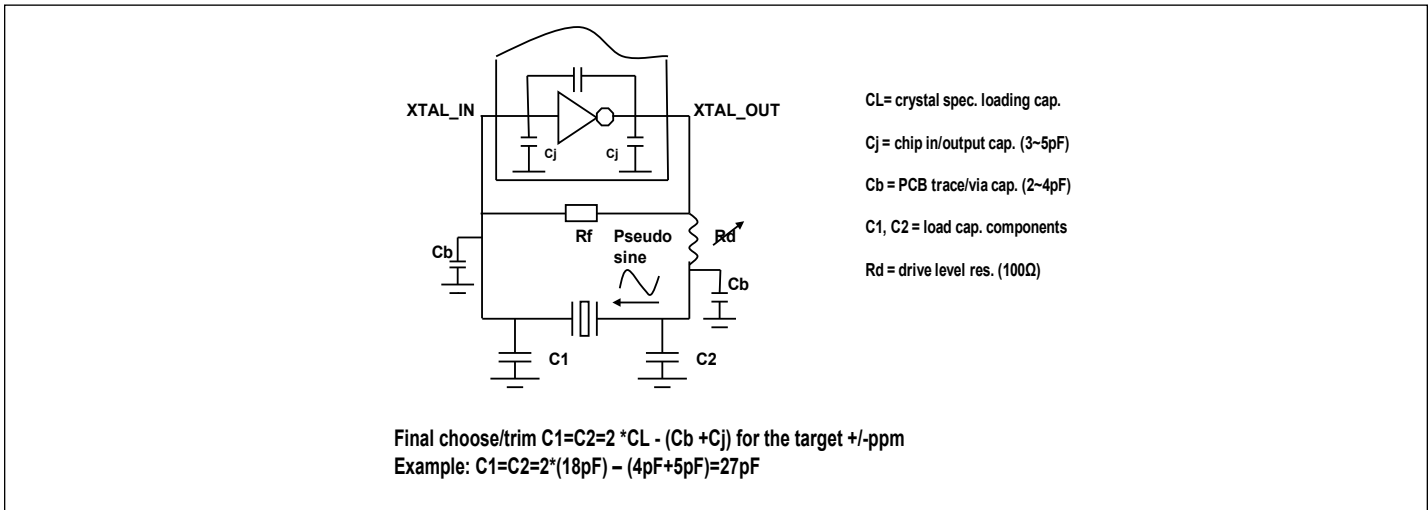 XTAL_IN
XTAL_OUT
Cj
Cj
Rf
Pseudo
sine
Rd
Cb
Cb
C1
C2
CL= crystal spec. loading cap.
Cj = chip in/output cap. (3~5pF)
Cb = PCB trace/via cap. (2~4pF)
C1, C2 = load cap. components
Rd = drive level res. (100Ω)
Final choose/trim C1=C2=2 *CL - (Cb +Cj) for the target +/-ppm
Example: C1=C2=2*(18pF) – (4pF+5pF)=27pF